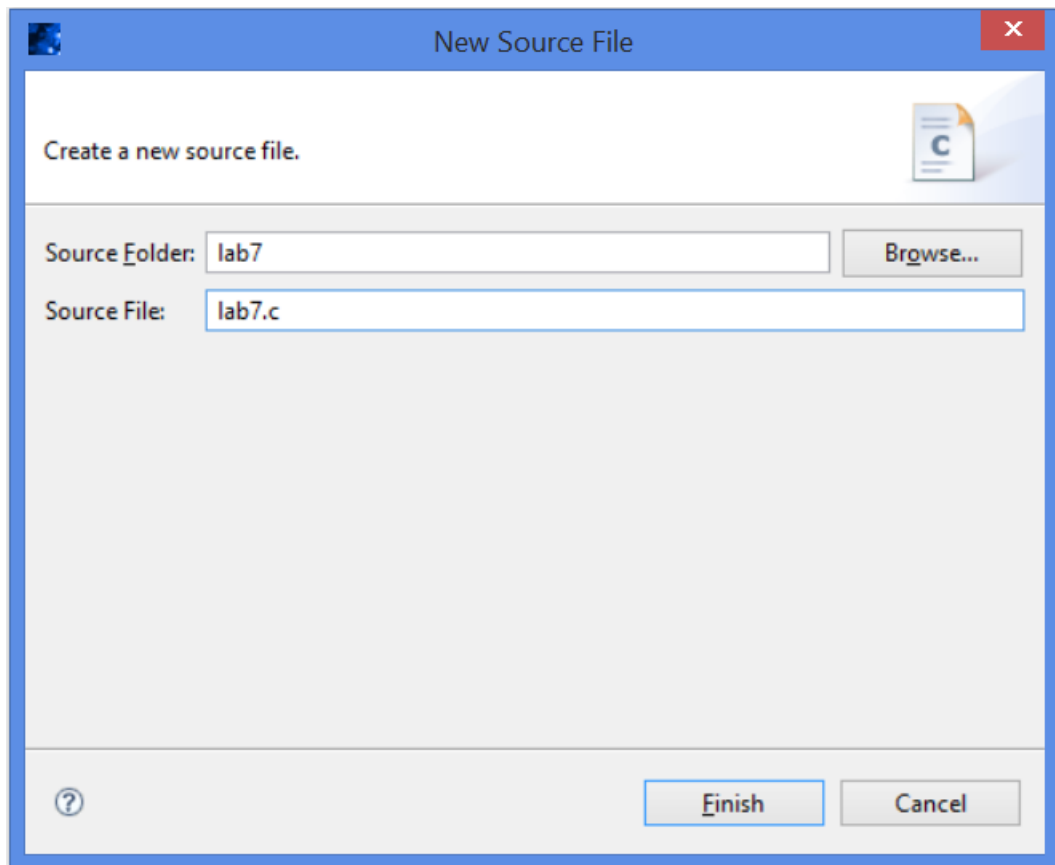 New Source File
x
Create a new source file.
C
Source Folder: lab7 Browse...
Source File: lab7.c
? Finish Cancel